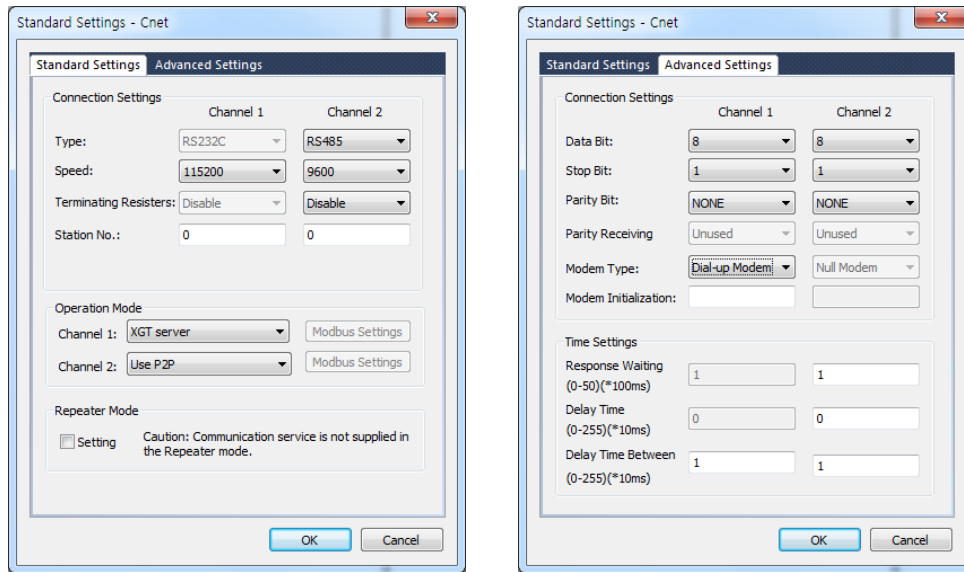 Standard Settings - Cnet
Standard Settings Advanced Settings
Connection Settings
Channel 1 Channel 2
Type: RS232C RS485
Speed: 115200 9600
Terminating Resisters: Disable Disable
Station No.: 0 0
Operation Mode
Channel 1: XGT server Modbus Settings
Channel 2: Use P2P Modbus Settings
Repeater Mode
Setting Caution: Communication service is not supplied in
the Repeater mode.
OK Cancel
Standard Settings - Cnet
Standard Settings Advanced Settings
Connection Settings
Channel 1 Channel 2
Data Bit: 8 8
Stop Bit: 1 1
Parity Bit: NONE NONE
Parity Receiving Unused Unused
Modem Type: Dial-up Modem Null Modem
Modem Initialization:
Time Settings
Response Waiting
(0-50)(*100ms) 1 1
Delay Time
(0-255)(*10ms) 0 0
Delay Time Between
(0-255)(*10ms) 1 1
OK Cancel